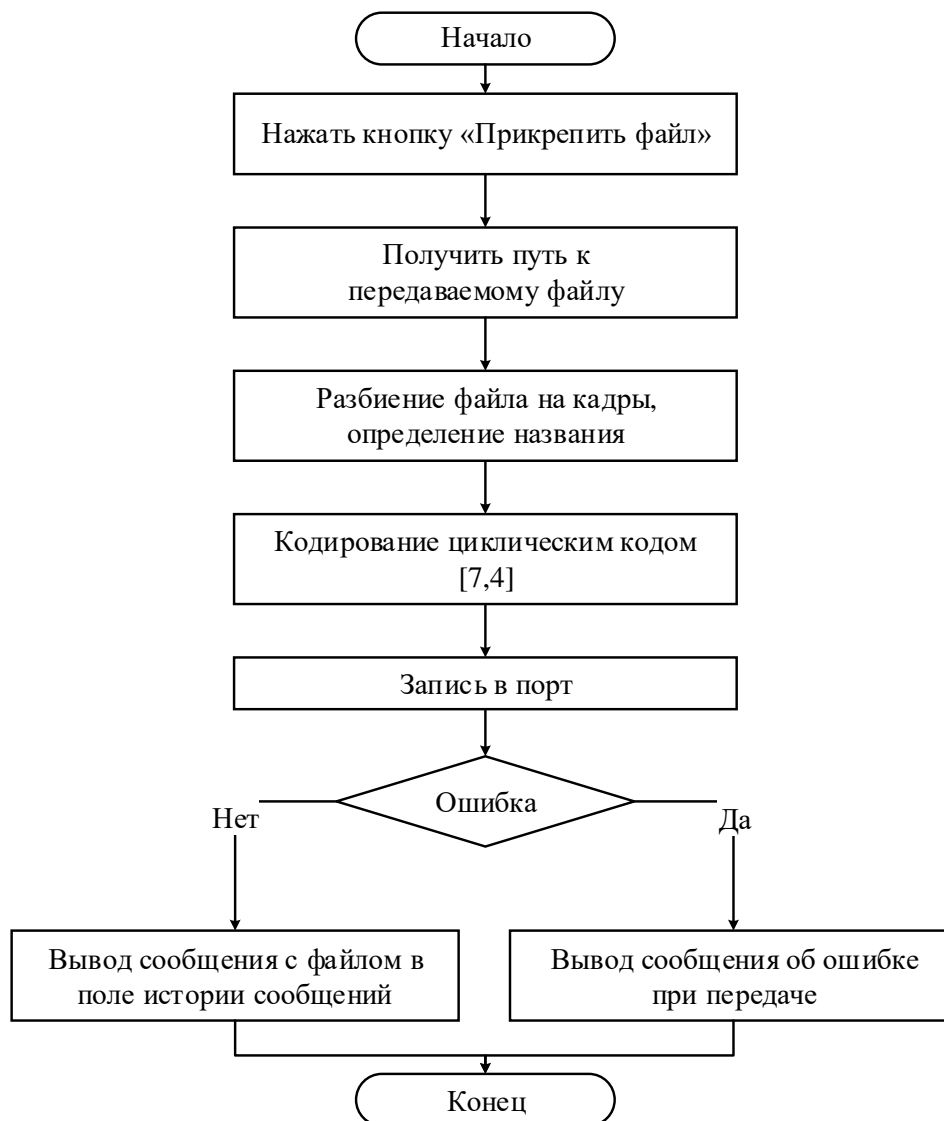 Начало
Нажать кнопку «Прикрепить файл»
Получить путь к
передаваемому файлу
Разбиение файла на кадры,
определение названия
Кодирование циклическим кодом
[7,4]
Запись в порт
Ошибка
Нет
Да
Вывод сообщения с файлом в
поле истории сообщений
Вывод сообщения об ошибке
при передаче
Конец